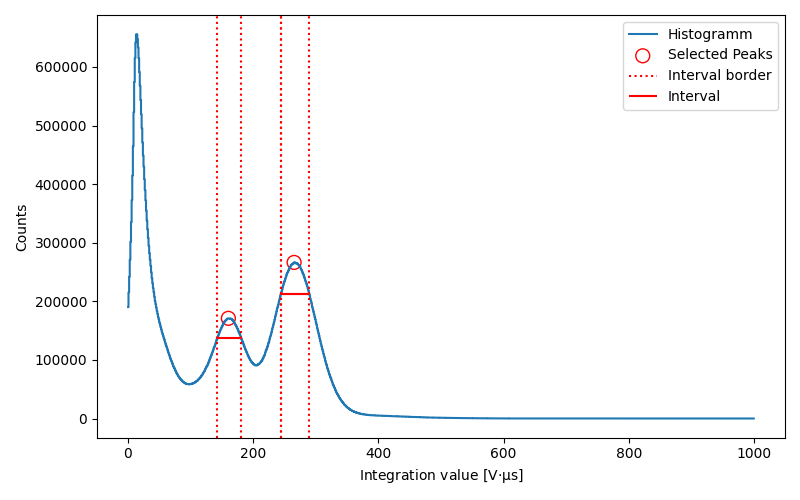 Histogramm
Selected Peaks
Interval border
Interval
600000
500000
400000
300000
200000
100000
0
Counts
0 200 400 600 800 1000
Integration value [V·μs]